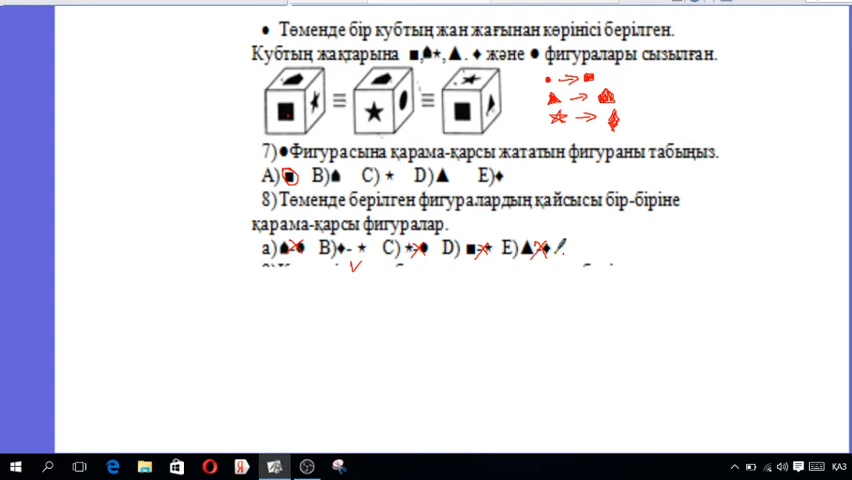 • Төменде бір кубтың жан жағынан көрінісі берілген.
Кубтың жақтарына ■,☗⋆,▲. ♦ және ● фигуралары сызылған.
7)●Фигурасына қарама-қарсы жататын фигураны табыңыз.
A)■ B)☗ C) ⋆ D)▲ E)♦
8)Төменде берілген фигуралардың қайсысы бір-біріне
қарама-қарсы фигуралар.
a)☗-● B)♦- ⋆ C) ⋆-● D) ■-⋆ E)▲-♦
ҚАЗ